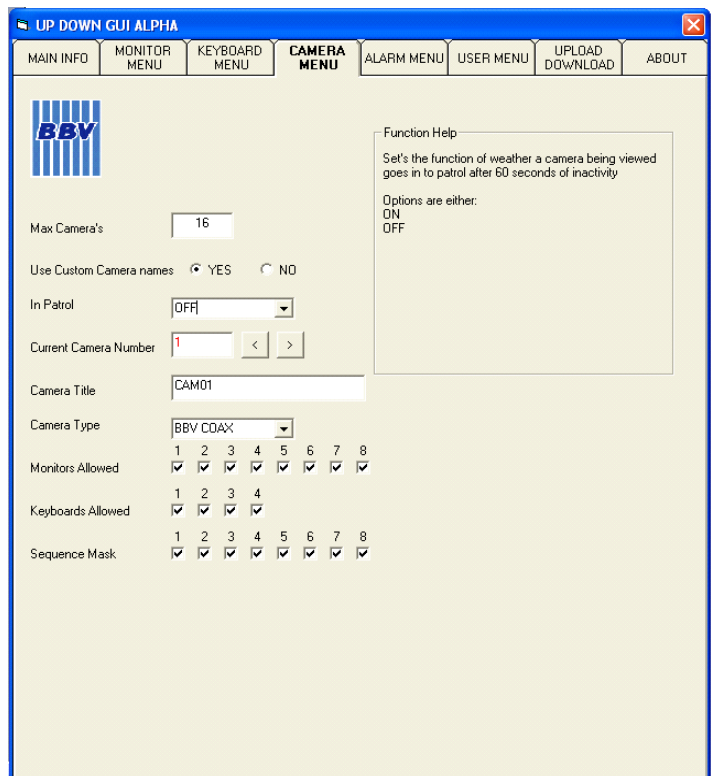 UP DOWN GUI ALPHA
MAIN INFO
MONITOR
MENU
KEYBOARD
MENU
CAMERA
MENU
ALARM MENU
USER MENU
UPLOAD
DOWNLOAD
ABOUT
BBV
Function Help
Set's the function of weather a camera being viewed
goes in to patrol after 60 seconds of inactivity
Options are either:
ON
OFF
Max Camera's 16
Use Custom Camera names YES NO
In Patrol OFF
Current Camera Number 1 < >
Camera Title CAM01
Camera Type BBV COAX
1 2 3 4 5 6 7 8
Monitors Allowed
1 2 3 4
Keyboards Allowed
1 2 3 4 5 6 7 8
Sequence Mask